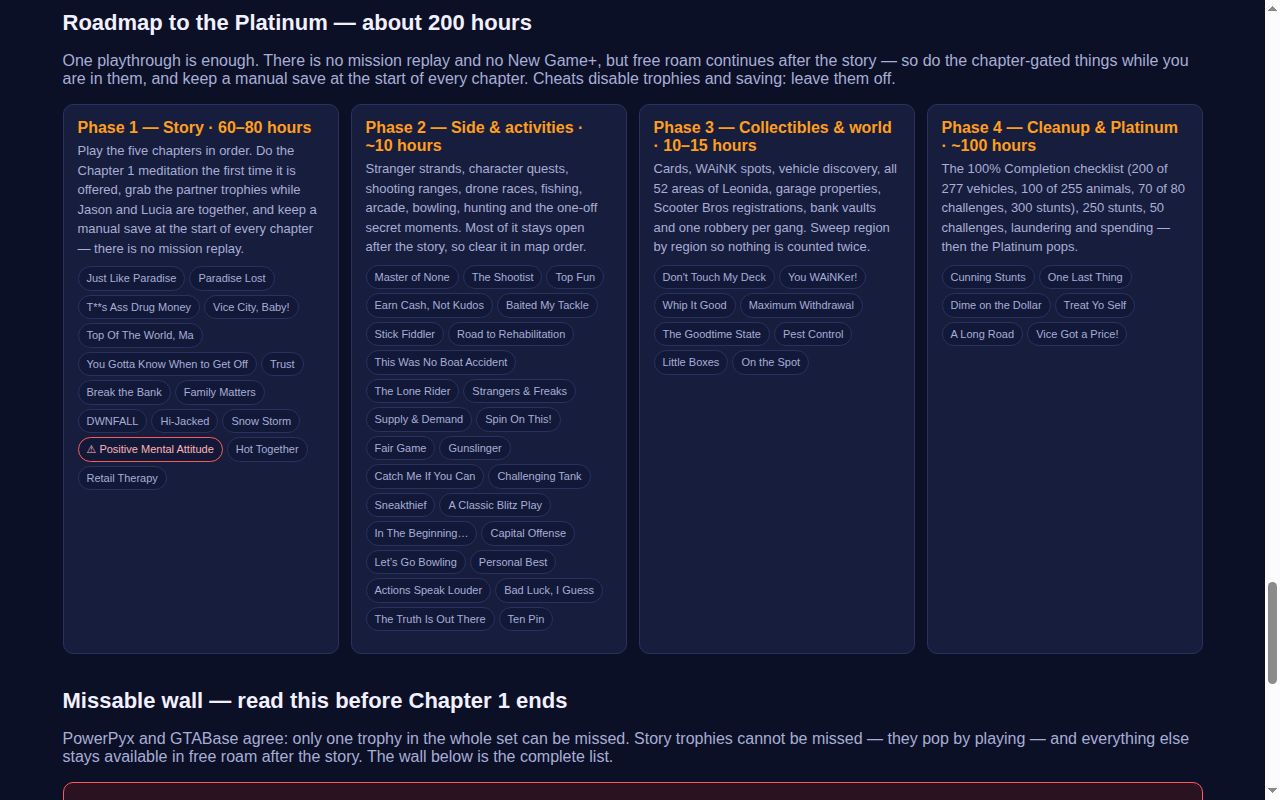 Roadmap to the Platinum — about 200 hours
One playthrough is enough. There is no mission replay and no New Game+, but free roam continues after the story — so do the chapter-gated things while you
are in them, and keep a manual save at the start of every chapter. Cheats disable trophies and saving: leave them off.
Phase 1 — Story · 60–80 hours
Play the five chapters in order. Do the
Chapter 1 meditation the first time it is
offered, grab the partner trophies while
Jason and Lucia are together, and keep a
manual save at the start of every chapter
— there is no mission replay.
Just Like Paradise
Paradise Lost
T**s Ass Drug Money
Vice City, Baby!
Top Of The World, Ma
You Gotta Know When to Get Off
Trust
Break the Bank
Family Matters
DWNFALL
Hi-Jacked
Snow Storm
⚠ Positive Mental Attitude
Hot Together
Retail Therapy
Phase 2 — Side & activities ·
~10 hours
Stranger strands, character quests,
shooting ranges, drone races, fishing,
arcade, bowling, hunting and the one-off
secret moments. Most of it stays open
after the story, so clear it in map order.
Master of None
The Shootist
Top Fun
Earn Cash, Not Kudos
Baited My Tackle
Stick Fiddler
Road to Rehabilitation
This Was No Boat Accident
The Lone Rider
Strangers & Freaks
Supply & Demand
Spin On This!
Fair Game
Gunslinger
Catch Me If You Can
Challenging Tank
Sneakthief
A Classic Blitz Play
In The Beginning…
Capital Offense
Let's Go Bowling
Personal Best
Actions Speak Louder
Bad Luck, I Guess
The Truth Is Out There
Ten Pin
Phase 3 — Collectibles & world
· 10–15 hours
Cards, WAiNK spots, vehicle discovery, all
52 areas of Leonida, garage properties,
Scooter Bros registrations, bank vaults
and one robbery per gang. Sweep region
by region so nothing is counted twice.
Don't Touch My Deck
You WAiNKer!
Whip It Good
Maximum Withdrawal
The Goodtime State
Pest Control
Little Boxes
On the Spot
Phase 4 — Cleanup & Platinum
· ~100 hours
The 100% Completion checklist (200 of
277 vehicles, 100 of 255 animals, 70 of 80
challenges, 300 stunts), 250 stunts, 50
challenges, laundering and spending —
then the Platinum pops.
Cunning Stunts
One Last Thing
Dime on the Dollar
Treat Yo Self
A Long Road
Vice Got a Price!
Missable wall — read this before Chapter 1 ends
PowerPyx and GTABase agree: only one trophy in the whole set can be missed. Story trophies cannot be missed — they pop by playing — and everything else
stays available in free roam after the story. The wall below is the complete list.